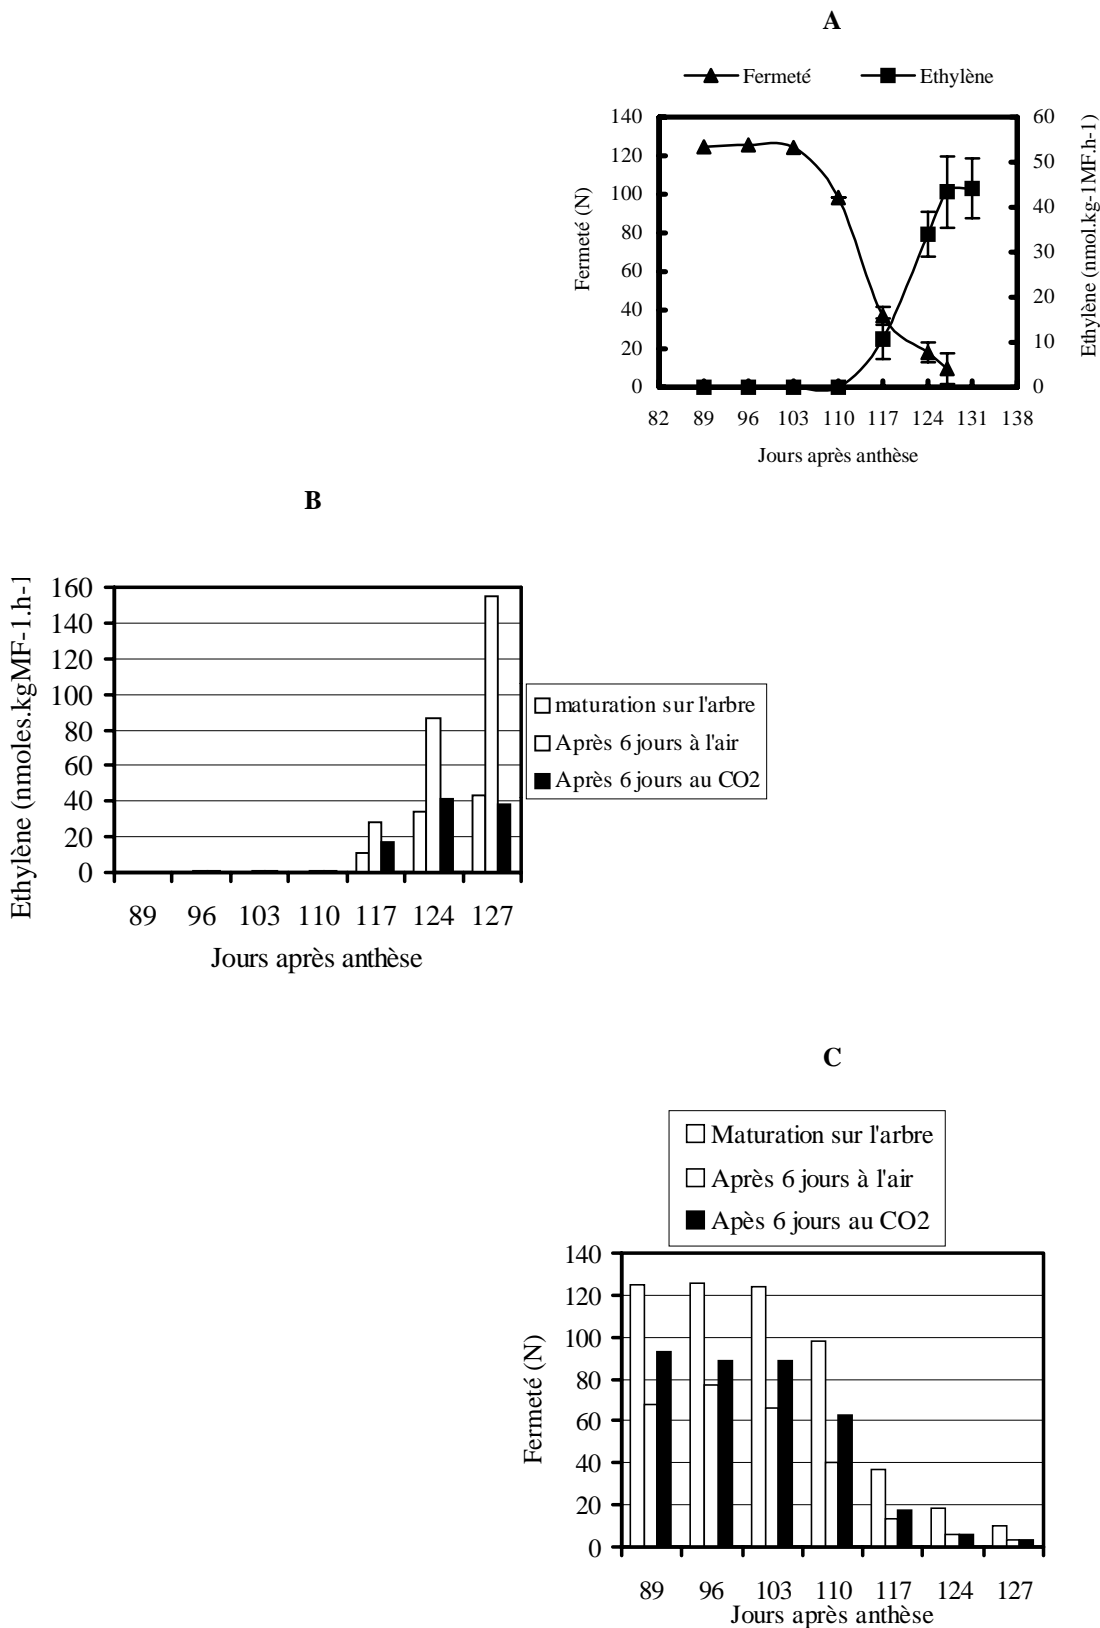 A
Fermeté Ethylène
140
120
100
80
60
40
20
0
Fermeté (N)
60
50
40
30
20
10
0
Ethylène (nmol.kg-1MF.h-1)
82 89 96 103 110 117 124 131 138
Jours après anthèse
B
160
140
120
100
80
60
40
20
0
Ethylène (nmoles.kgMF-1.h-1
89 96 103 110 117 124 127
Jours après anthèse
maturation sur l'arbre
Après 6 jours à l'air
Après 6 jours au CO2
C
Maturation sur l'arbre
Après 6 jours à l'air
Apès 6 jours au CO2
140
120
100
80
60
40
20
0
Fermeté (N)
89 96 103 110 117 124 127
Jours après anthèse